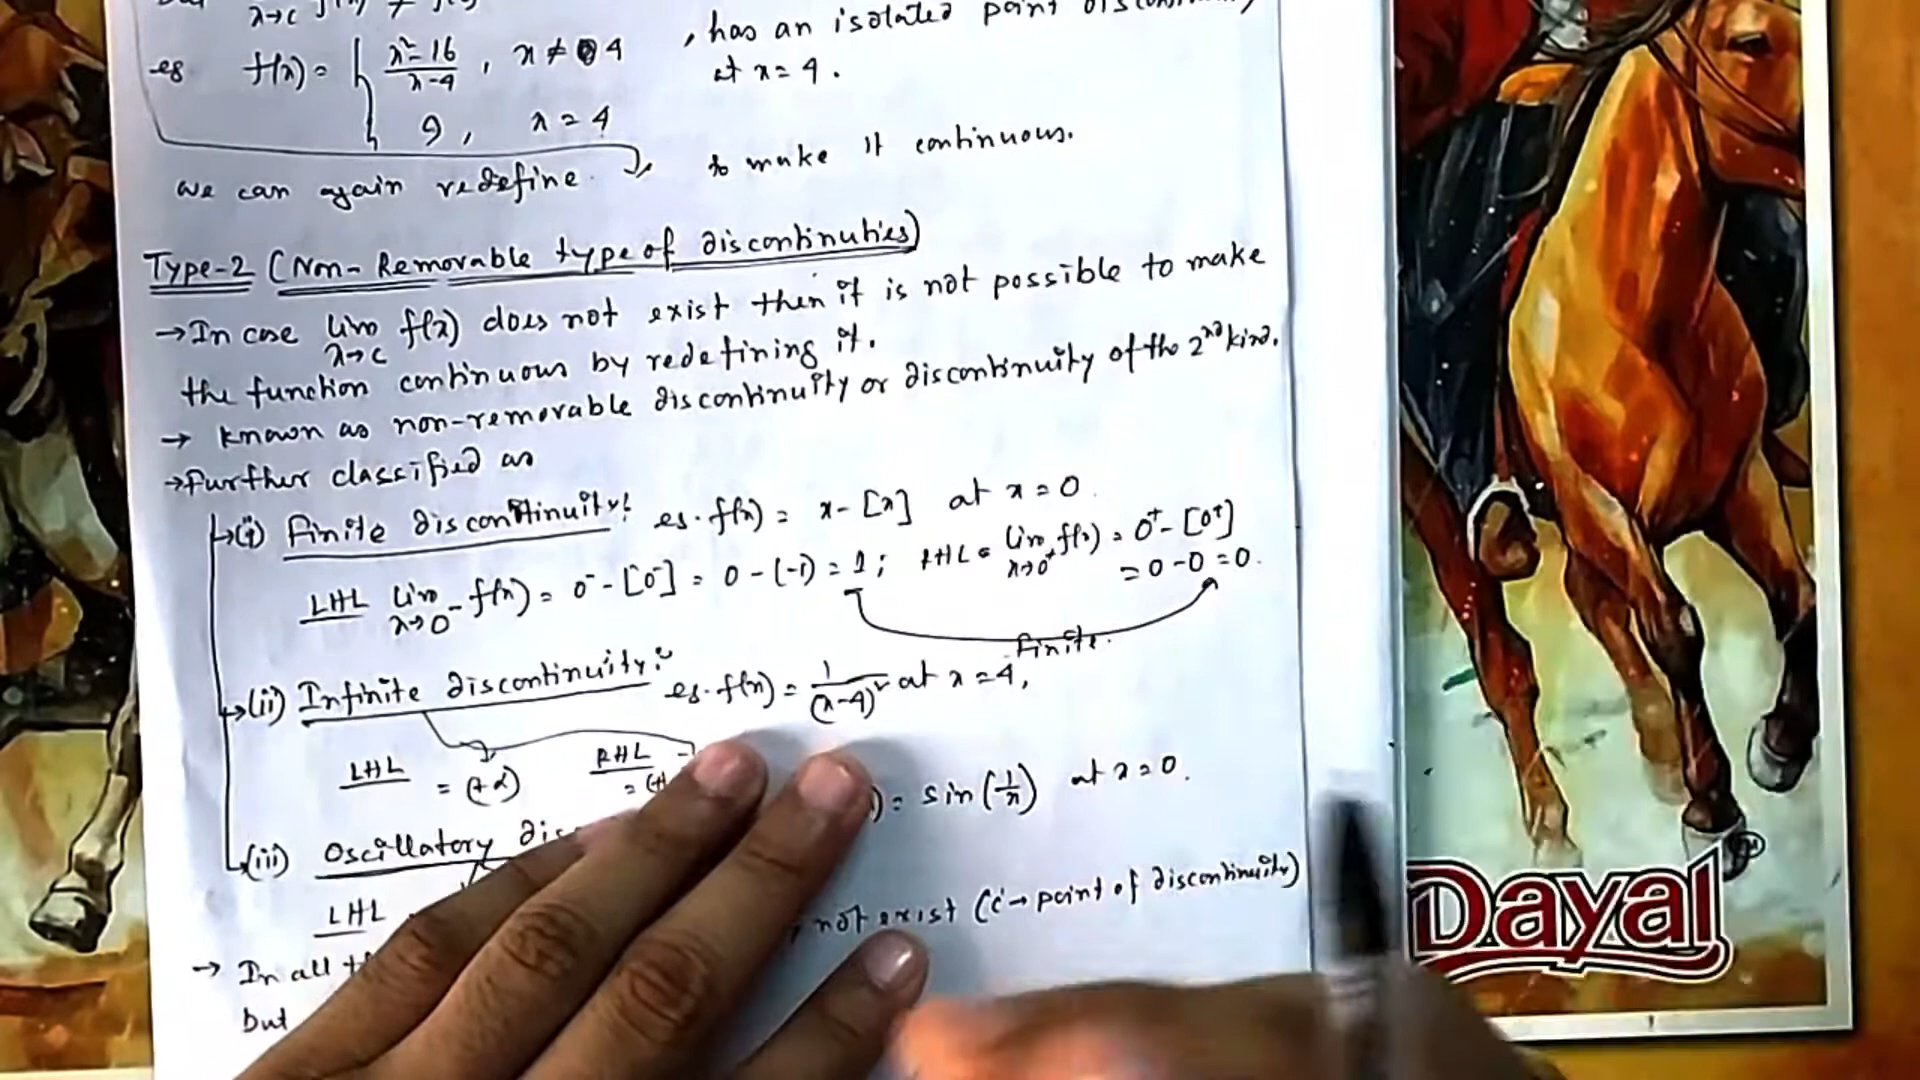 lim x→c
, has an isolated point
eg f(x) = { x²-16 / x-4 , x ≠ 4 at x = 4 .
9 , x = 4
we can again redefine to make it continuous.
Type-2 (Non-Removable type of discontinuties)
→ In case lim x→c f(x) does not exist then it is not possible to make
the function continuous by redefining it.
→ known as non-removable discontinuity or discontinuity of the 2nd kind.
→ Further classified as
→(i) Finite discontinuity: eg. f(x) = x - [x] at x = 0.
LHL lim x→0⁻ f(x) = 0⁻ - [0⁻] = 0 - (-1) = 1 ; RHL = lim x→0⁺ f(x) = 0⁺ - [0⁺]
= 0 - 0 = 0.
finite.
→(ii) Infinite discontinuity: eg. f(x) = 1/(x-4)² at x = 4,
LHL = (+∞) RHL
→(iii) Oscillatory = sin(1/x) at x = 0.
LHL
→ In all not exist (c → point of discontinuity)
but
Dayal